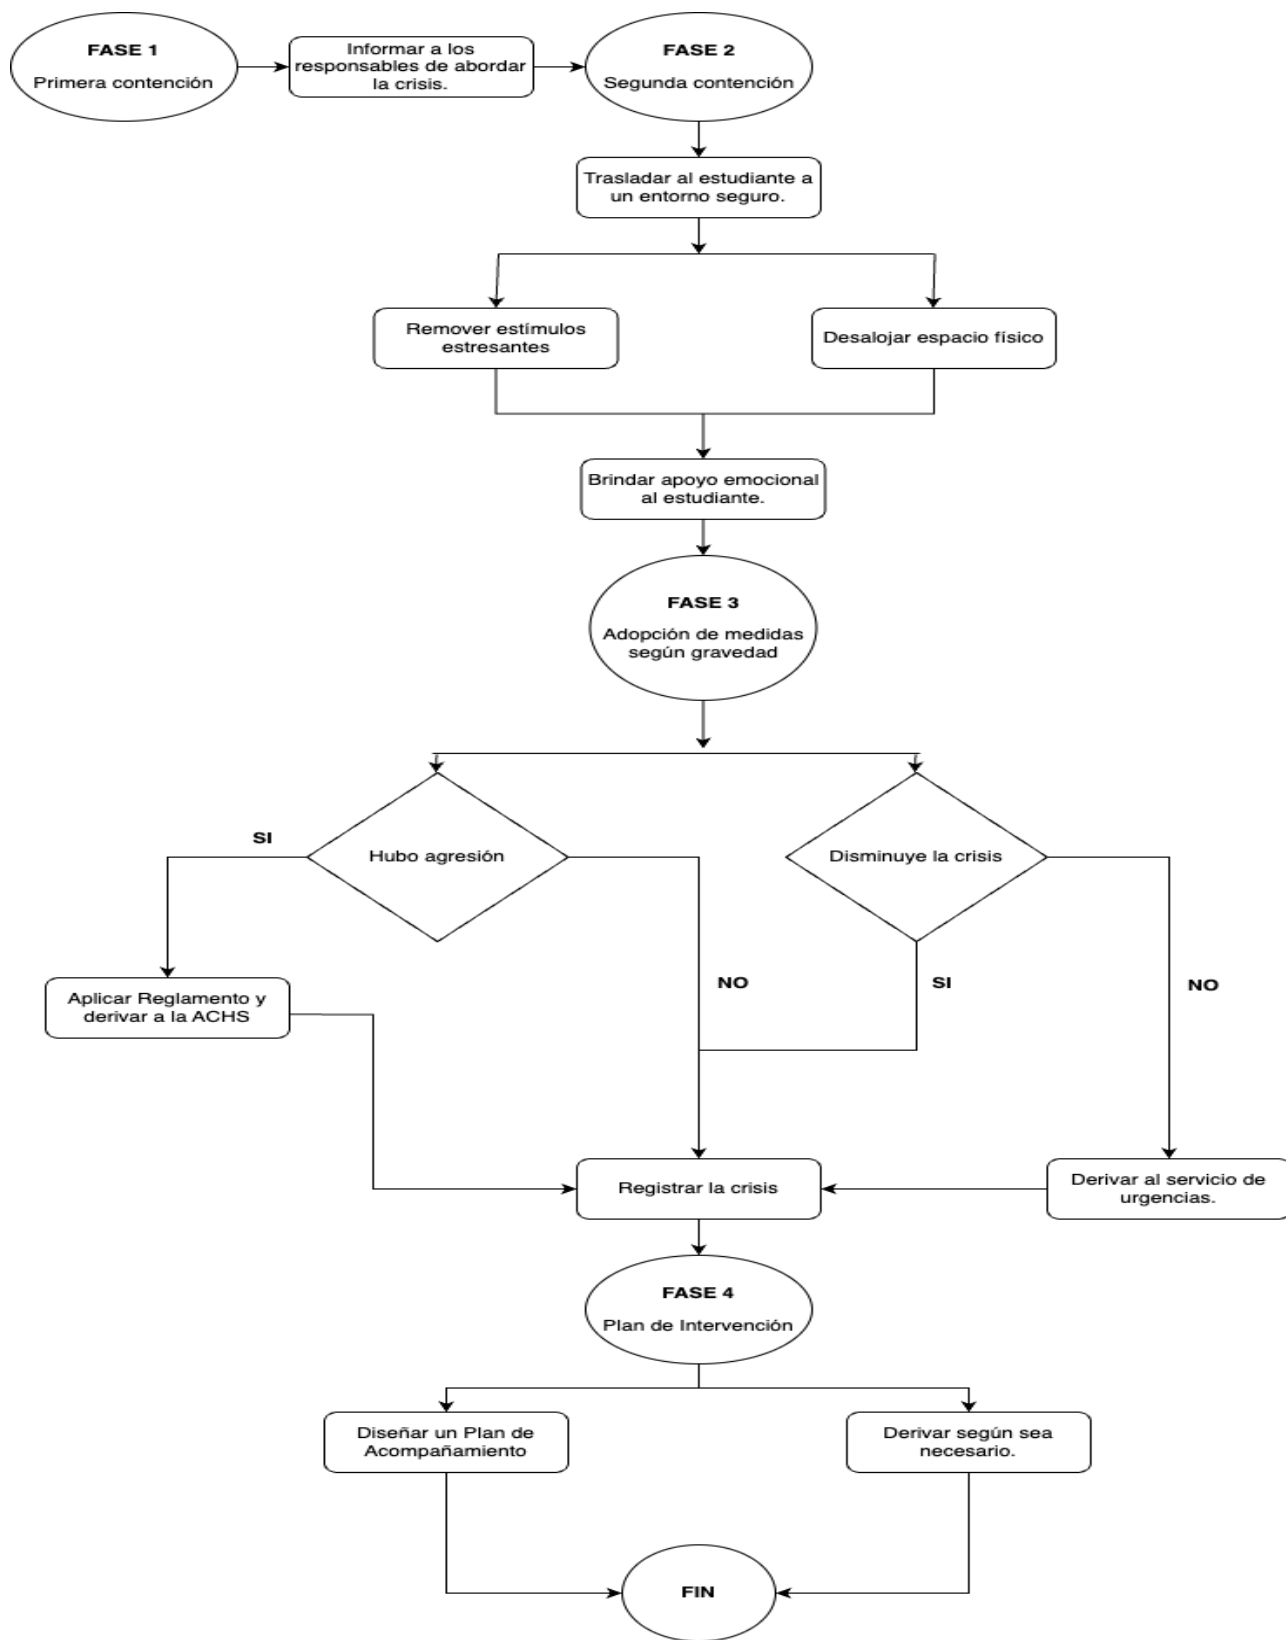 FASE 1
Primera contención
Informar a los
responsables de abordar
la crisis.
FASE 2
Segunda contención
Trasladar al estudiante a
un entorno seguro.
Remover estímulos
estresantes
Desalojar espacio físico
Brindar apoyo emocional
al estudiante.
FASE 3
Adopción de medidas
según gravedad
SI
Hubo agresión
Disminuye la crisis
NO
SI
NO
Aplicar Reglamento y
derivar a la ACHS
Registrar la crisis
Derivar al servicio de
urgencias.
FASE 4
Plan de Intervención
Diseñar un Plan de
Acompañamiento
Derivar según sea
necesario.
FIN